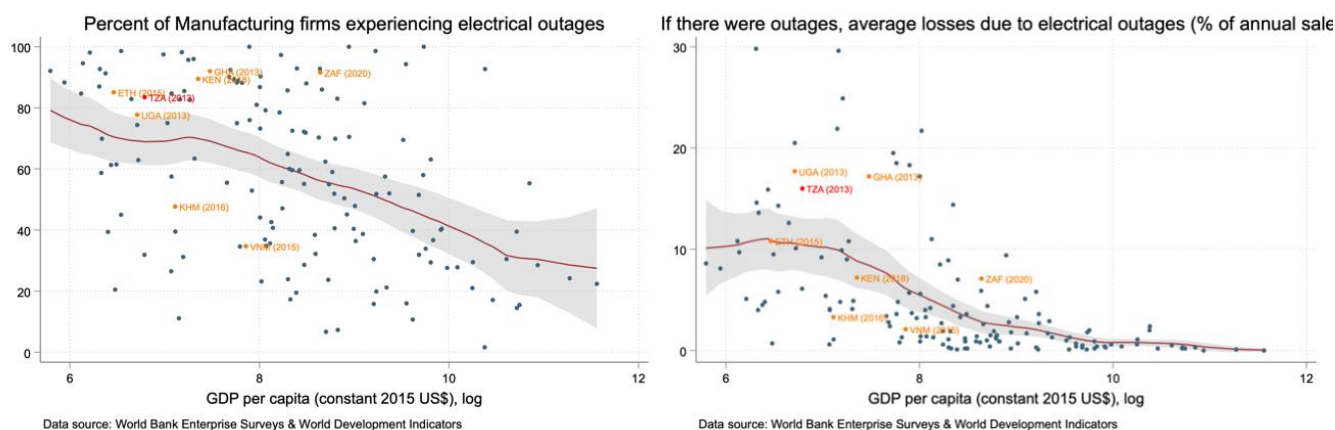 Percent of Manufacturing firms experiencing electrical outages
100
80
60
40
20
0
GHA (2013)
KEN (2018)
ZAF (2020)
ETH (2015)
TZA (2013)
UGA (2013)
KHM (2016)
VNM (2015)
6
8
10
12
GDP per capita (constant 2015 US$), log
Data source: World Bank Enterprise Surveys & World Development Indicators
If there were outages, average losses due to electrical outages (% of annual sale
30
20
10
0
UGA (2013)
GHA (2013)
TZA (2013)
ETH (2015)
KEN (2018)
ZAF (2020)
KHM (2016)
VNM (2015)
6
8
10
12
GDP per capita (constant 2015 US$), log
Data source: World Bank Enterprise Surveys & World Development Indicators